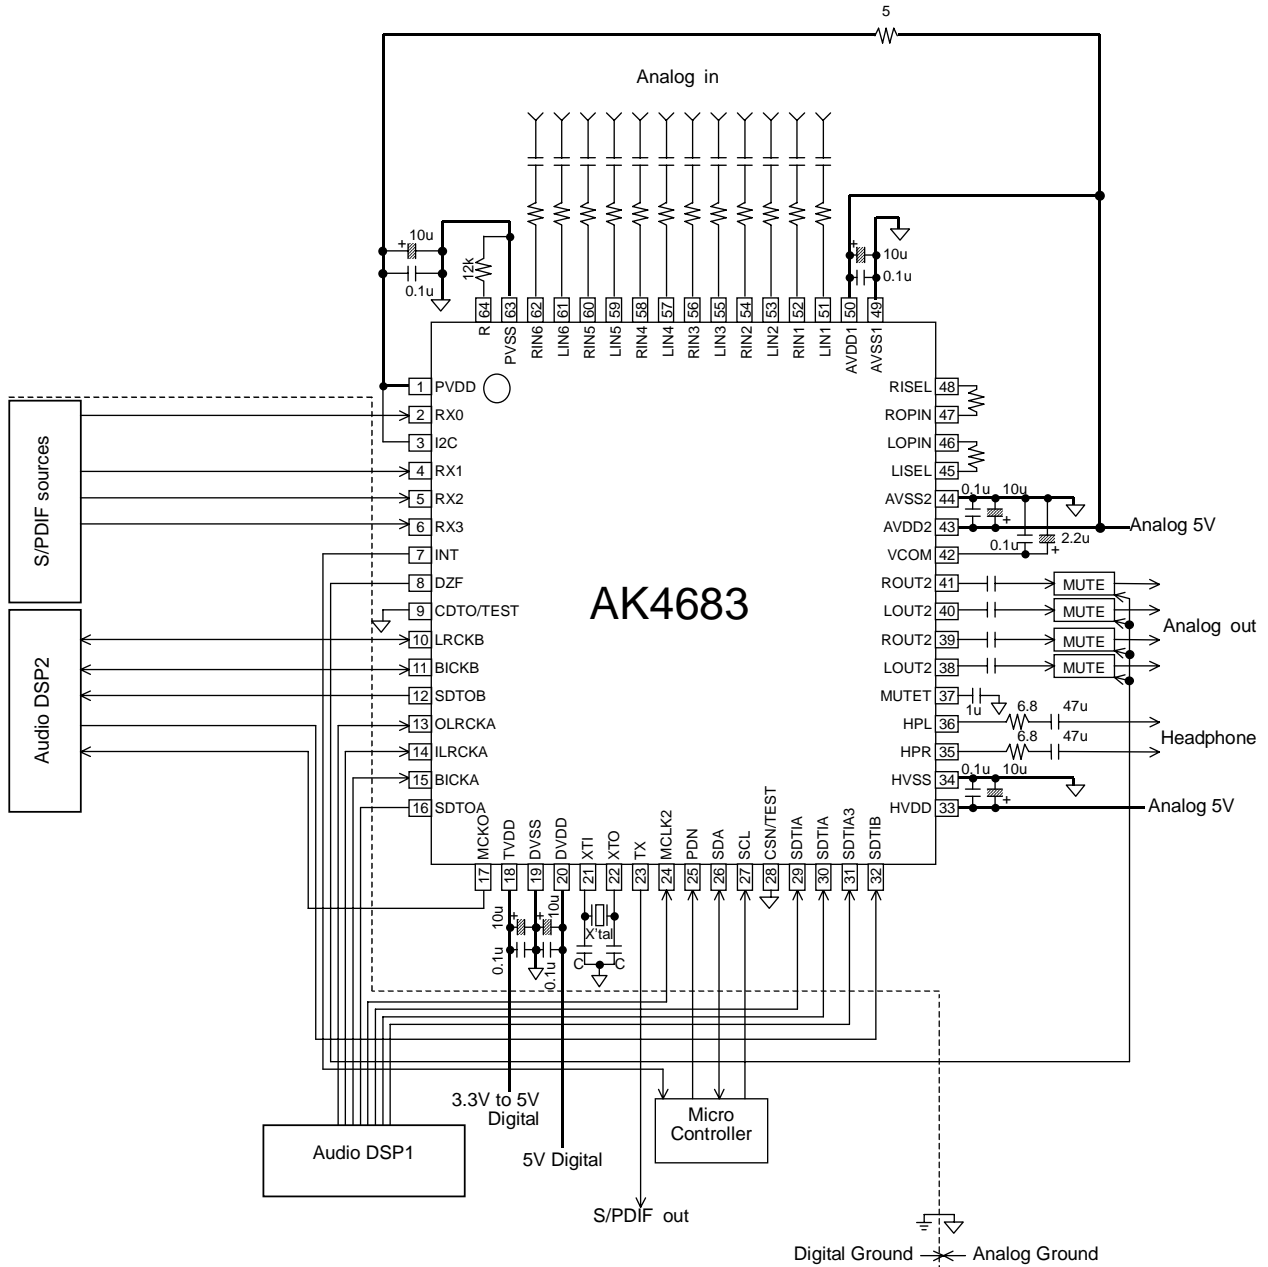 5
Analog in
10u
0.1u
12k
10u
0.1u
64 63 62 61 60 59 58 57 56 55 54 53 52 51 50 49
R PVSS RIN6 LIN6 RIN5 LIN5 RIN4 LIN4 RIN3 LIN3 RIN2 LIN2 RIN1 LIN1 AVDD1 AVSS1
S/PDIF sources
Audio DSP2
1 PVDD
2 RX0
3 I2C
4 RX1
5 RX2
6 RX3
7 INT
8 DZF
9 CDTO/TEST
10 LRCKB
11 BICKB
12 SDTOB
13 OLRCKA
14 ILRCKA
15 BICKA
16 SDTOA
AK4683
RISEL 48
ROPIN 47
LOPIN 46
LISEL 45
AVSS2 44
0.1u 10u
AVDD2 43
Analog 5V
VCOM 42
0.1u 2.2u
ROUT2 41
MUTE
LOUT2 40
MUTE
Analog out
ROUT2 39
MUTE
LOUT2 38
MUTE
MUTET 37
1u
HPL 36
6.8 47u
Headphone
HPR 35
6.8 47u
HVSS 34
0.1u 10u
HVDD 33
Analog 5V
MCKO TVDD DVSS DVDD XTI XTO TX MCLK2 PDN SDA SCL CSN/TEST SDTIA SDTIA SDTIA3 SDTIB
17 18 19 20 21 22 23 24 25 26 27 28 29 30 31 32
10u
10u
0.1u
0.1u
X'tal
C C
3.3V to 5V
Digital
5V Digital
Micro
Controller
Audio DSP1
S/PDIF out
Digital Ground
Analog Ground
+
+
+
+
+
+
+